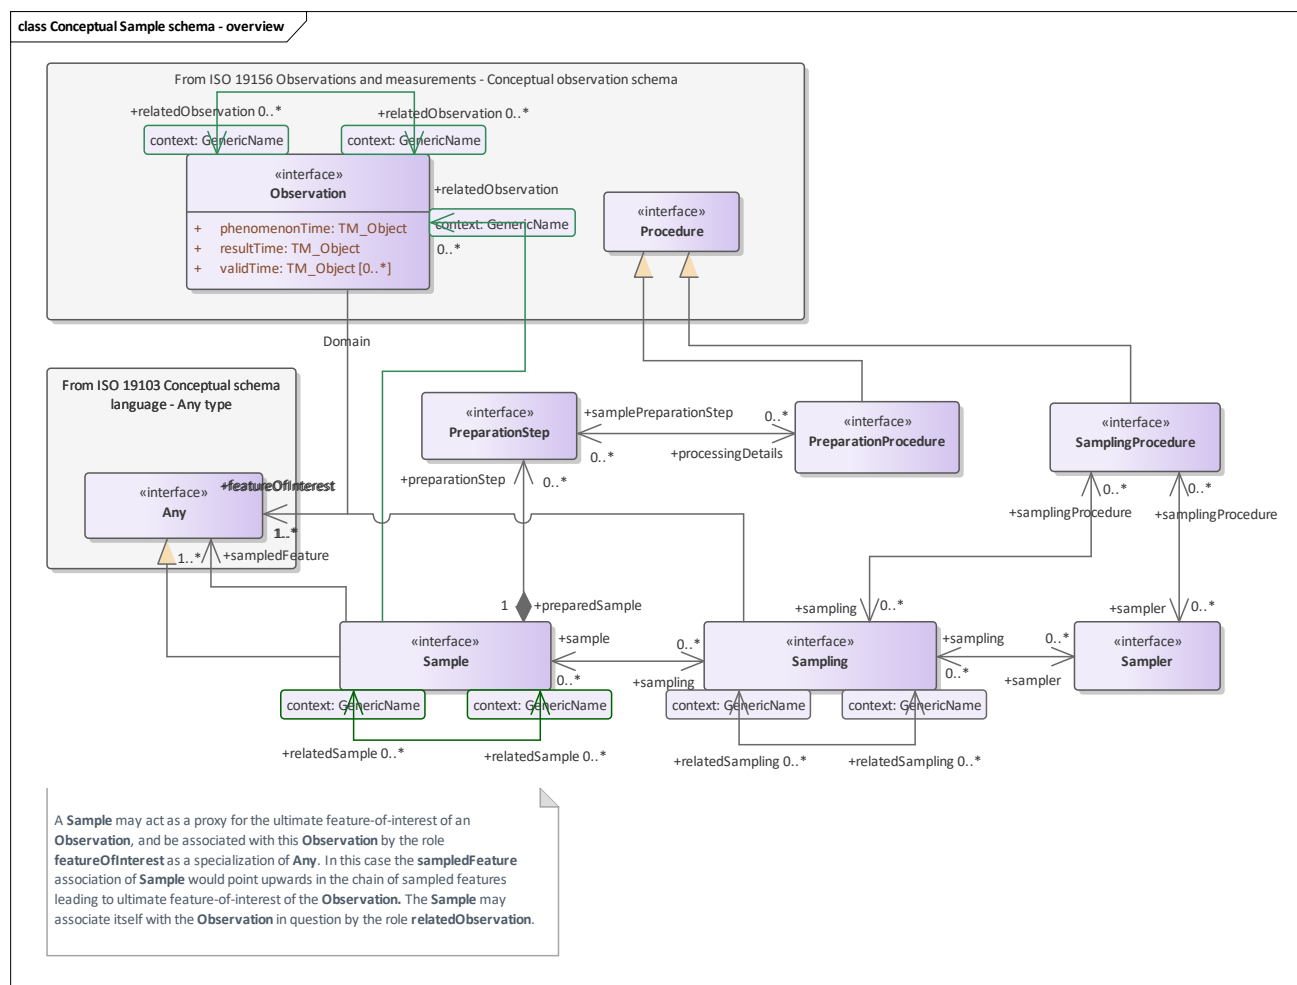 class Conceptual Sample schema - overview
From ISO 19156 Observations and measurements - Conceptual observation schema
+relatedObservation 0..*
+relatedObservation 0..*
context: GenericName
context: GenericName
«interface»
Observation
+ phenomenonTime: TM_Object
+ resultTime: TM_Object
+ validTime: TM_Object [0..*]
+relatedObservation
context: GenericName
0..*
«interface»
Procedure
Domain
From ISO 19103 Conceptual schema
language - Any type
«interface»
Any
+featureOfInterest
1..*
1..*
+sampledFeature
«interface»
PreparationStep
+samplePreparationStep
0..*
0..*
+processingDetails
«interface»
PreparationProcedure
«interface»
SamplingProcedure
+preparationStep
0..*
0..*
+samplingProcedure
0..*
+samplingProcedure
1
+preparedSample
+sampling
0..*
+sampler
0..*
«interface»
Sample
+sample
0..*
0..*
+sampling
«interface»
Sampling
+sampling
0..*
0..*
+sampler
«interface»
Sampler
context: GenericName
context: GenericName
context: GenericName
context: GenericName
+relatedSample 0..*
+relatedSample 0..*
+relatedSampling 0..*
+relatedSampling 0..*
A Sample may act as a proxy for the ultimate feature-of-interest of an
Observation, and be associated with this Observation by the role
featureOfInterest as a specialization of Any. In this case the sampledFeature
association of Sample would point upwards in the chain of sampled features
leading to ultimate feature-of-interest of the Observation. The Sample may
associate itself with the Observation in question by the role relatedObservation.